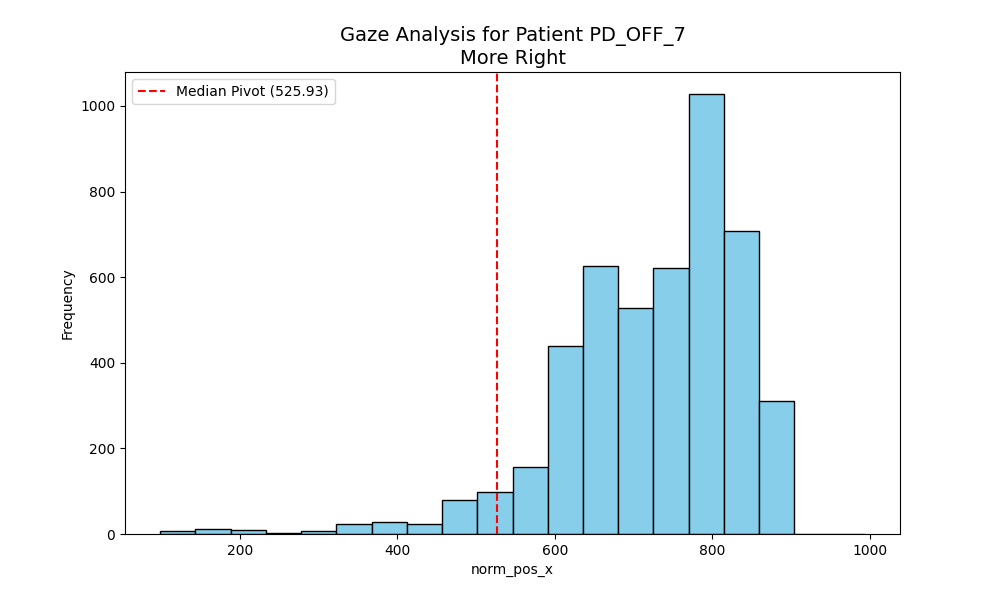 Gaze Analysis for Patient PD_OFF_7
More Right
Median Pivot (525.93)
1000
800
600
400
200
0
Frequency
200
400
600
800
1000
norm_pos_x